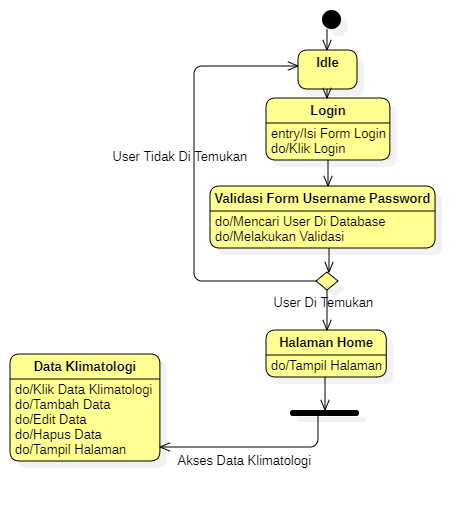 Idle
Login
entry/Isi Form Login
do/Klik Login
User Tidak Di Temukan
Validasi Form Username Password
do/Mencari User Di Database
do/Melakukan Validasi
User Di Temukan
Halaman Home
do/Tampil Halaman
Data Klimatologi
do/Klik Data Klimatologi
do/Tambah Data
do/Edit Data
do/Hapus Data
do/Tampil Halaman
Akses Data Klimatologi